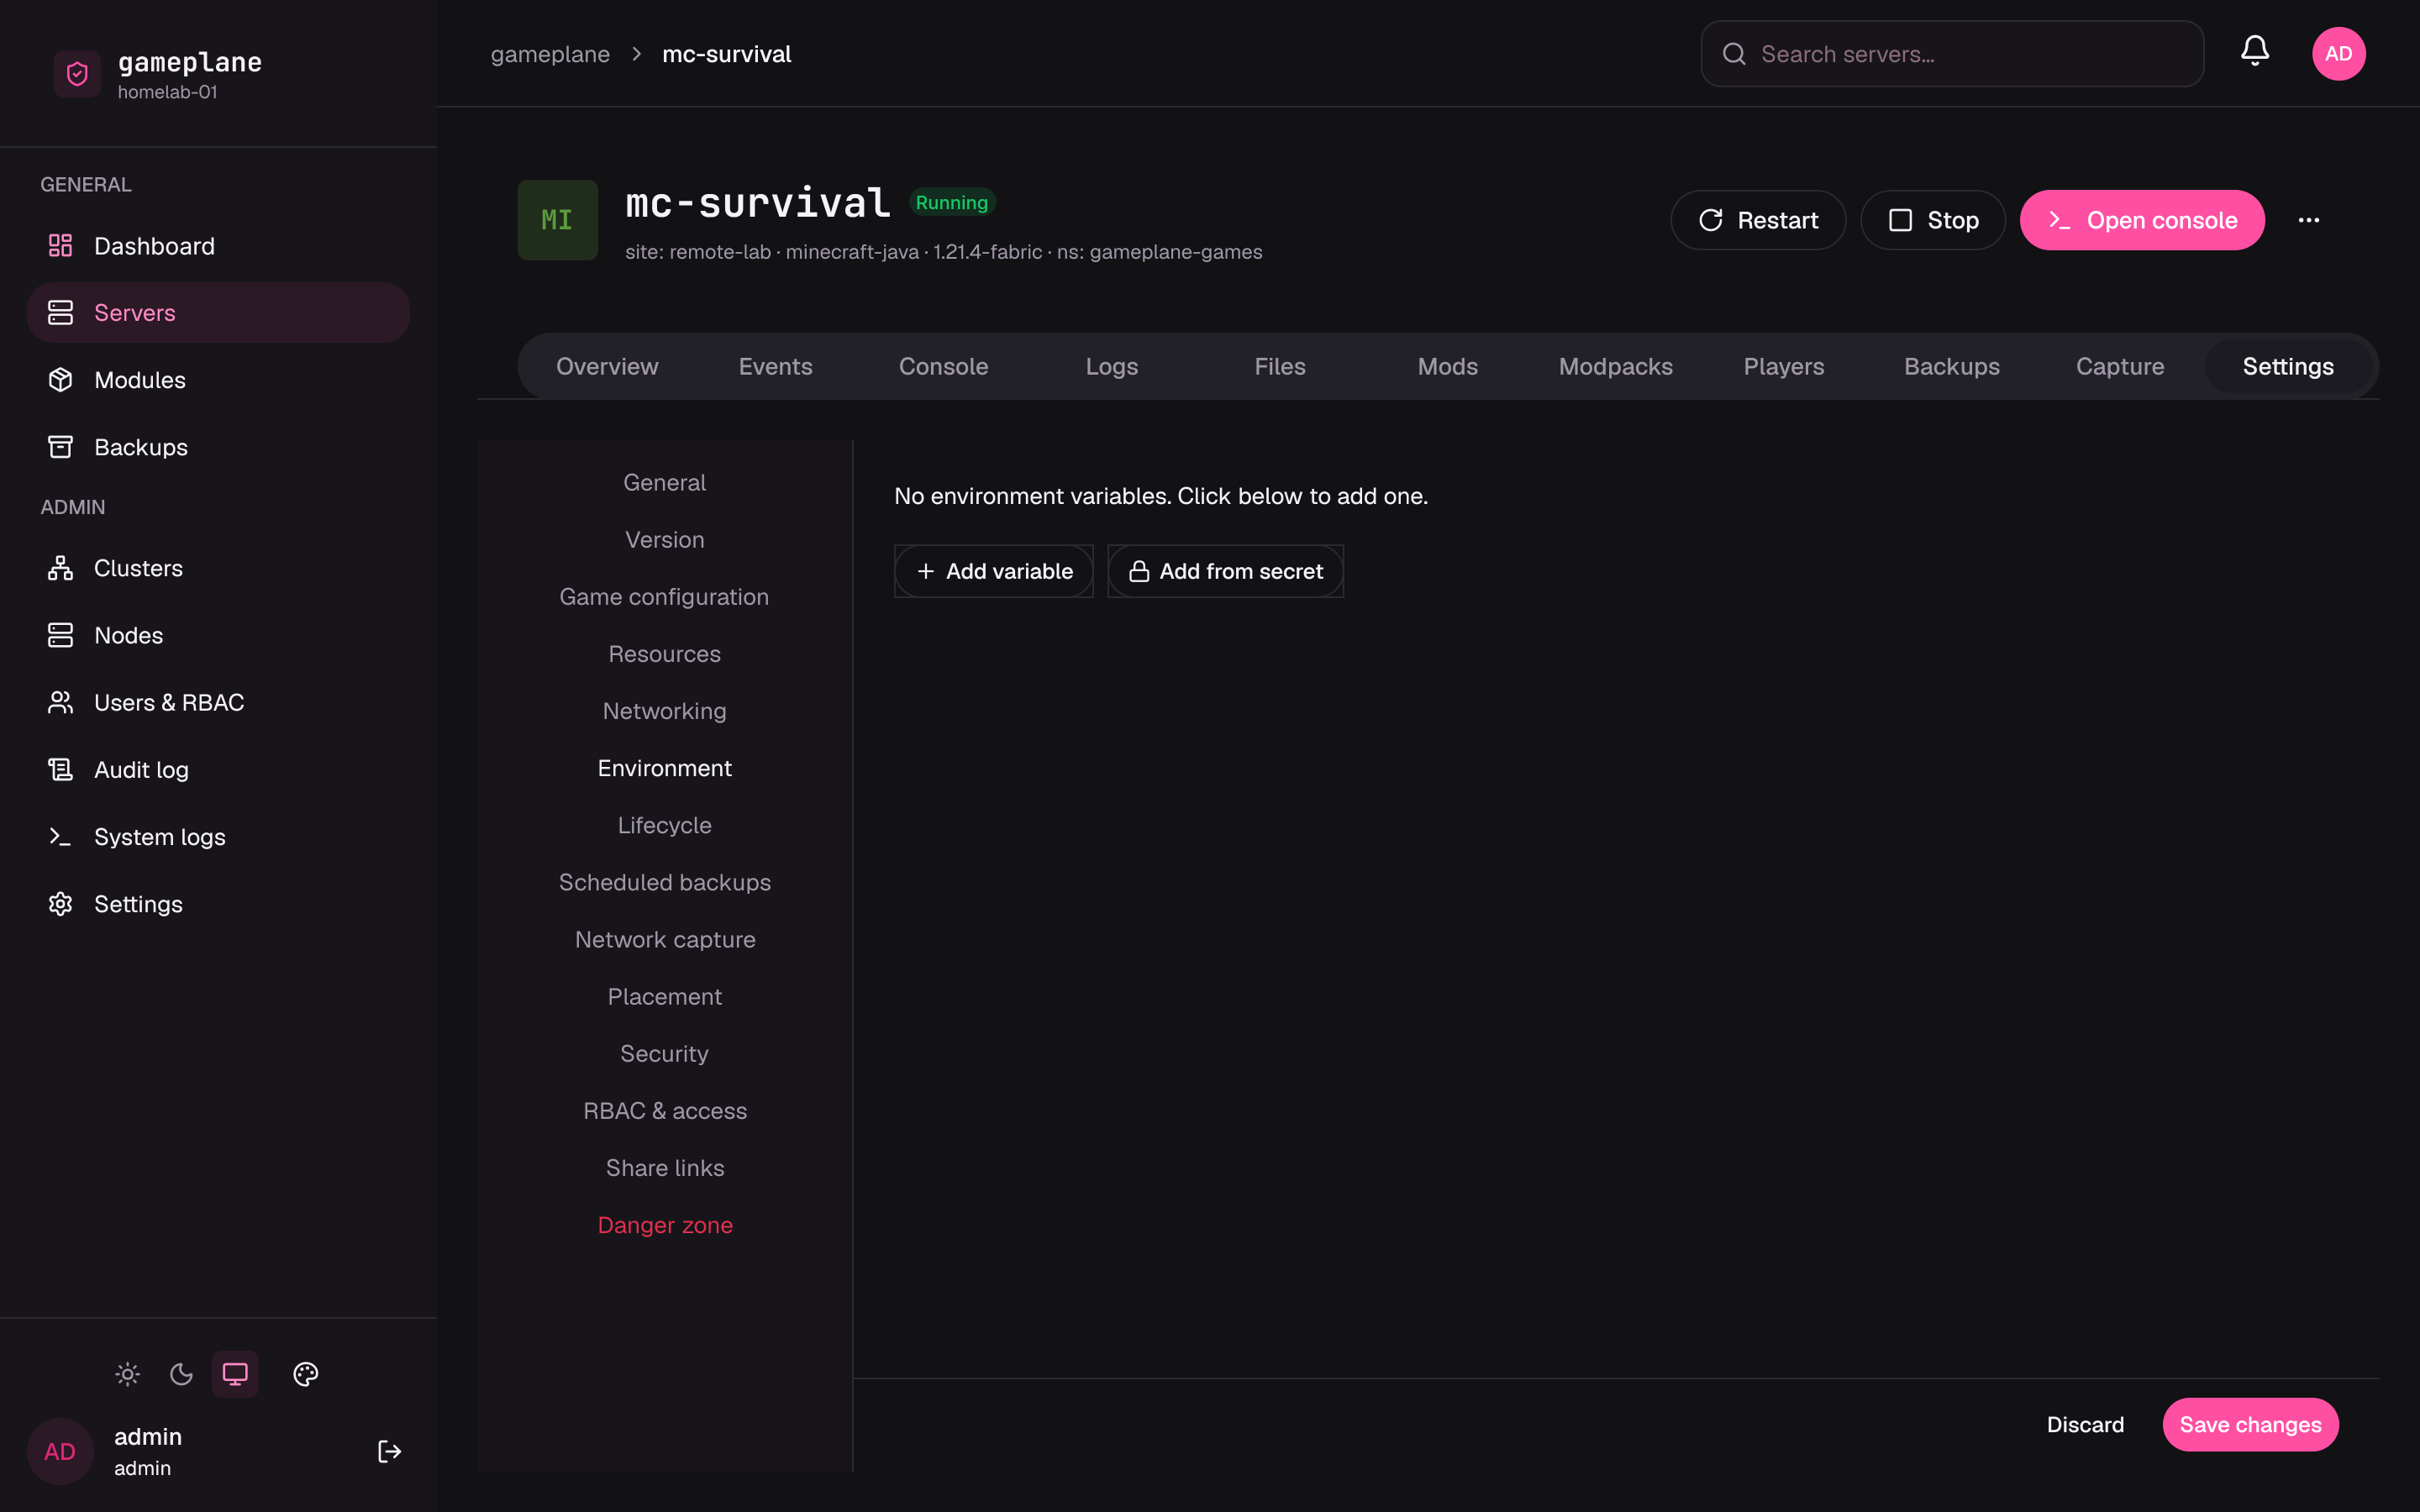 gameplane
homelab-01
GENERAL
Dashboard
Servers
Modules
Backups
ADMIN
Clusters
Nodes
Users & RBAC
Audit log
System logs
Settings
AD
admin
admin
gameplane > mc-survival
Search servers...
AD
MI
mc-survival
Running
site: remote-lab · minecraft-java · 1.21.4-fabric · ns: gameplane-games
Restart
Stop
Open console
Overview
Events
Console
Logs
Files
Mods
Modpacks
Players
Backups
Capture
Settings
General
Version
Game configuration
Resources
Networking
Environment
Lifecycle
Scheduled backups
Network capture
Placement
Security
RBAC & access
Share links
Danger zone
No environment variables. Click below to add one.
Add variable
Add from secret
Discard
Save changes